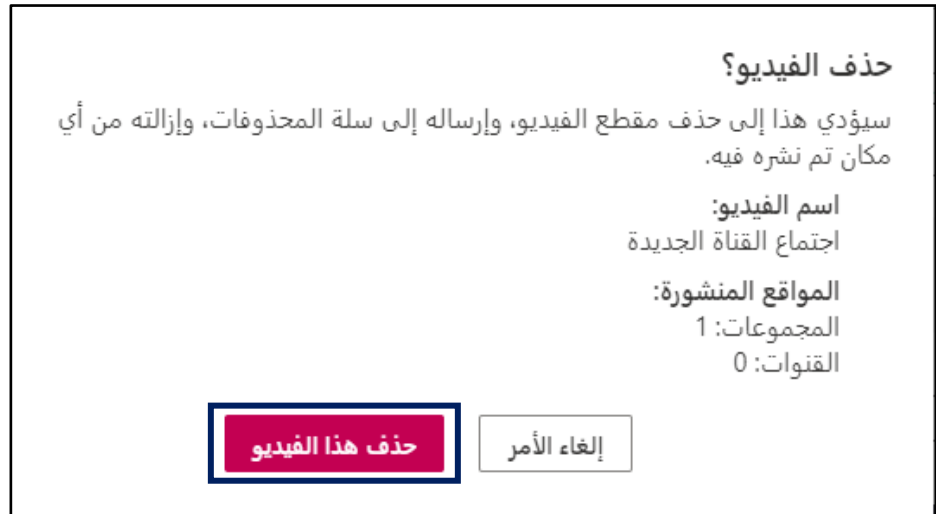 حذف الفيديو؟
سيؤدي هذا إلى حذف مقطع الفيديو، وإرساله إلى سلة المحذوفات، وإزالته من أي
مكان تم نشره فيه.
اسم الفيديو:
اجتماع القناة الجديدة
المواقع المنشورة:
المجموعات: 1
القنوات: 0
إلغاء الأمر
حذف هذا الفيديو